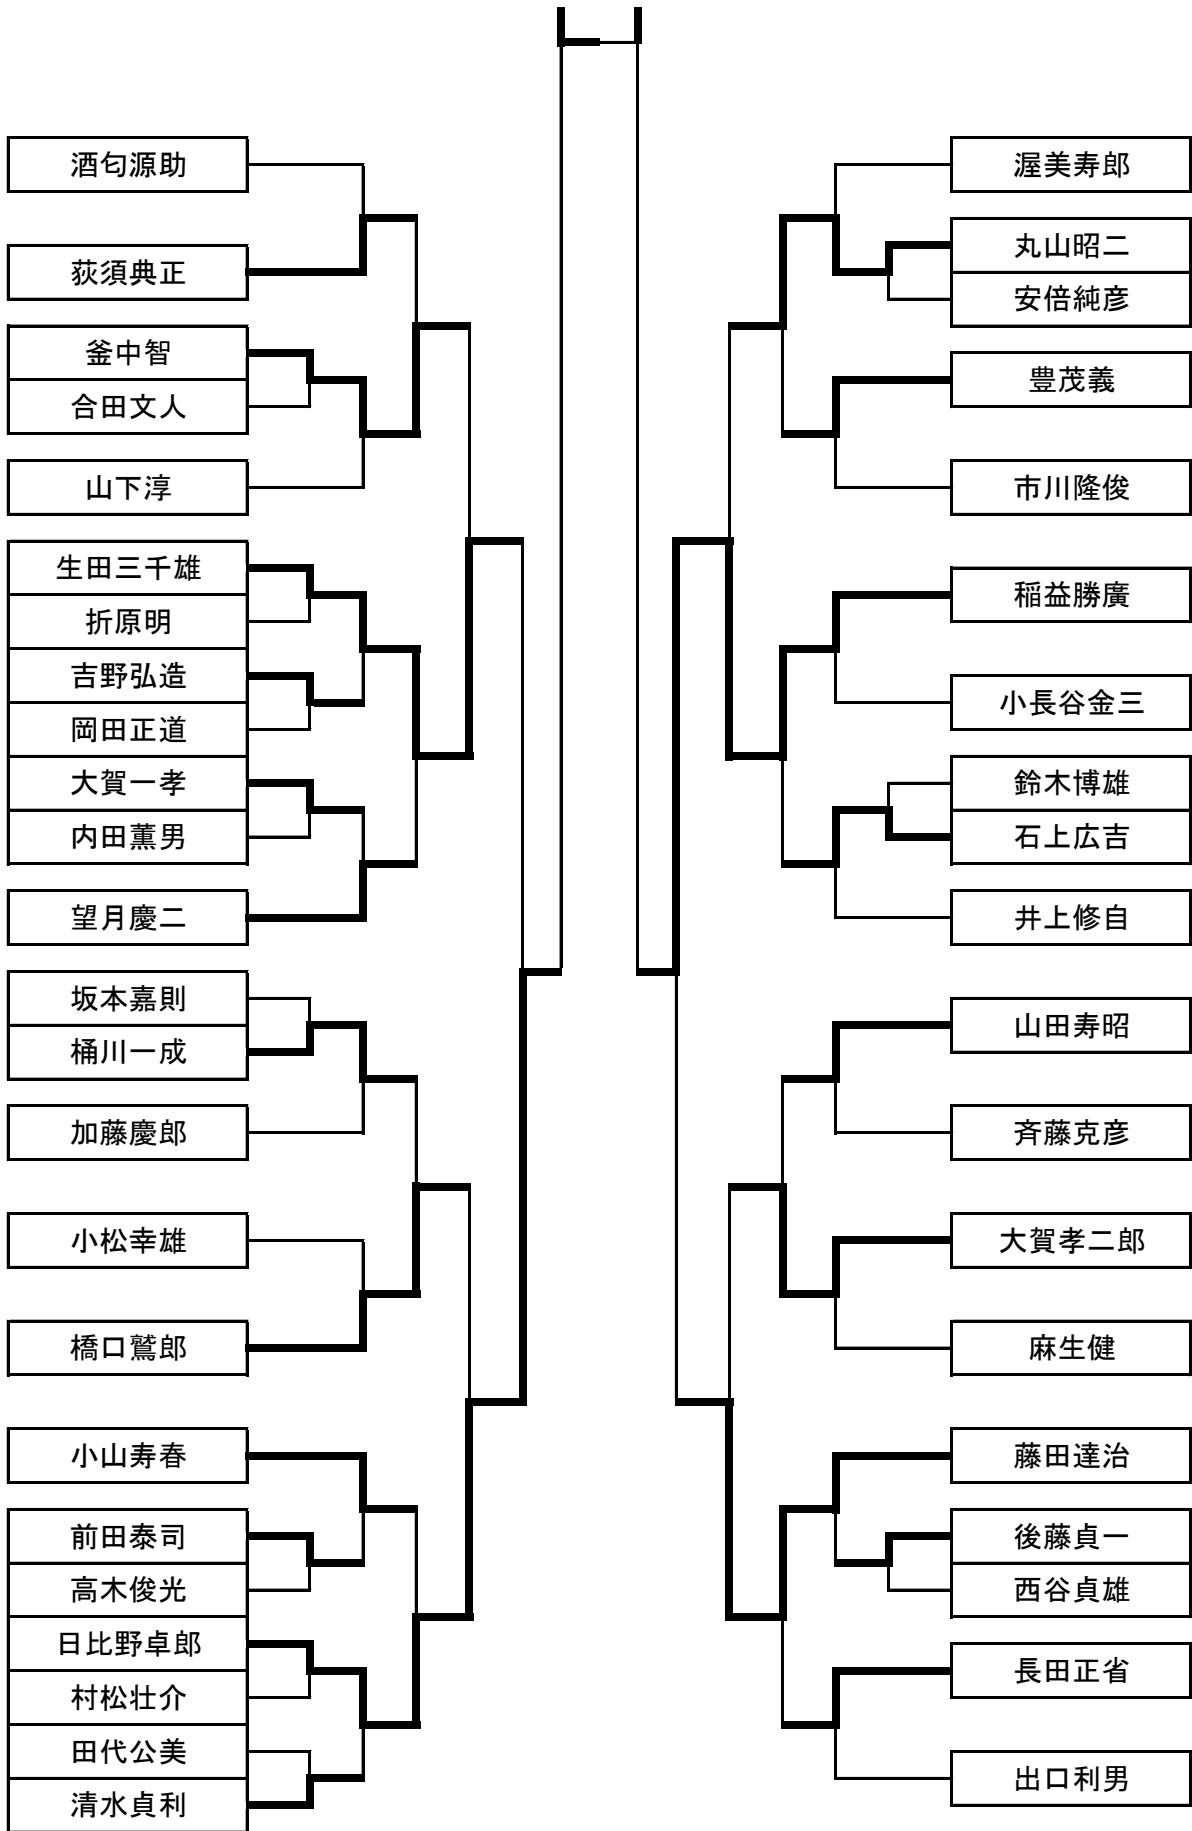 酒匂源助
荻須典正
釜中智
合田文人
山下淳
生田三千雄
折原明
吉野弘造
岡田正道
大賀一孝
内田薫男
望月慶二
坂本嘉則
桶川一成
加藤慶郎
小松幸雄
橋口鷲郎
小山寿春
前田泰司
高木俊光
日比野卓郎
村松壮介
田代公美
清水貞利
渥美寿郎
丸山昭二
安倍純彦
豊茂義
市川隆俊
稲益勝廣
小長谷金三
鈴木博雄
石上広吉
井上修自
山田寿昭
斉藤克彦
大賀孝二郎
麻生健
藤田達治
後藤貞一
西谷貞雄
長田正省
出口利男